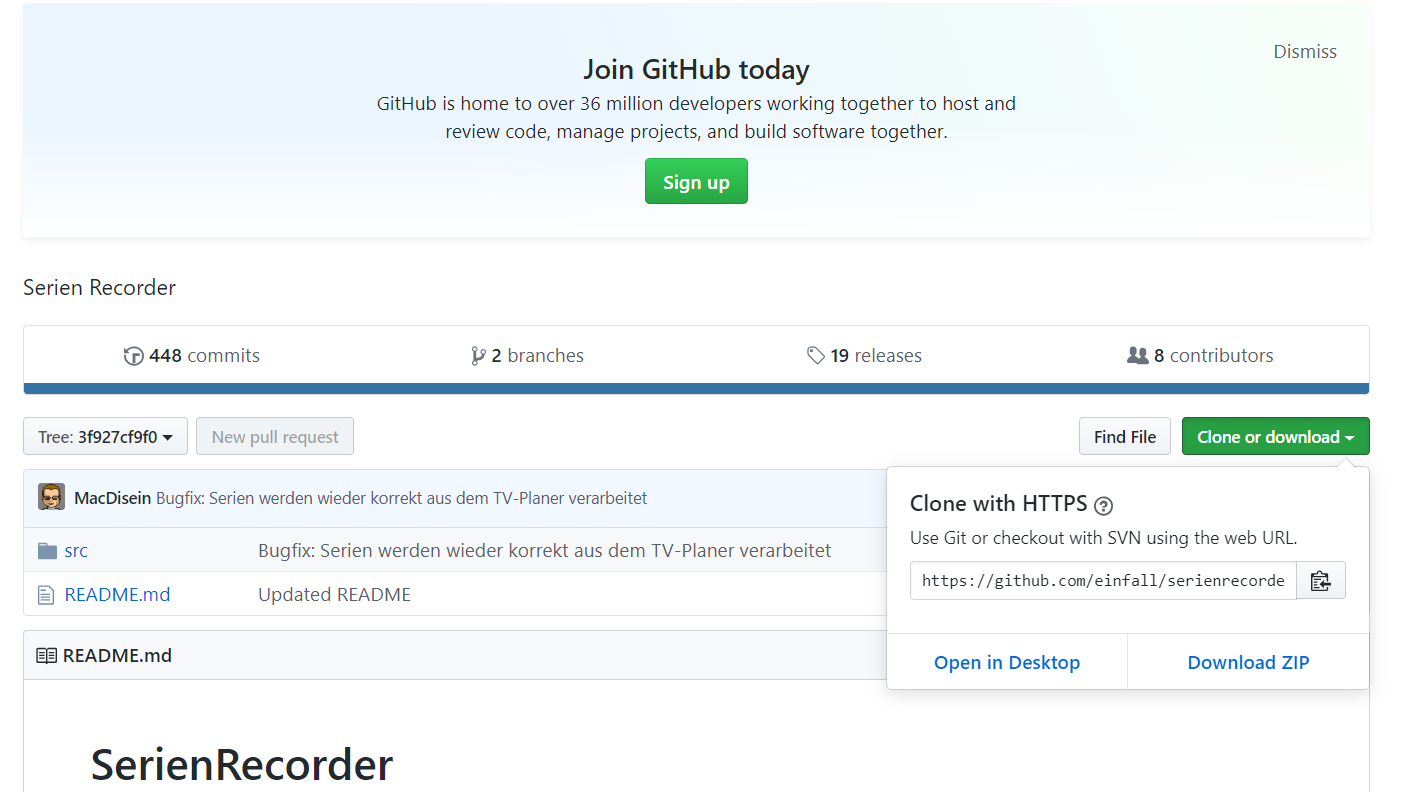 Dismiss
Join GitHub today
GitHub is home to over 36 million developers working together to host and
review code, manage projects, and build software together.
Sign up
Serien Recorder
448 commits
2 branches
19 releases
8 contributors
Tree: 3f927cf9f0
New pull request
Find File
Clone or download
MacDisein Bugfix: Serien werden wieder korrekt aus dem TV-Planer verarbeitet
src Bugfix: Serien werden wieder korrekt aus dem TV-Planer verarbeitet
README.md Updated README
Clone with HTTPS ?
Use Git or checkout with SVN using the web URL.
https://github.com/einfall/serienrecorde
Open in Desktop
Download ZIP
README.md
SerienRecorder